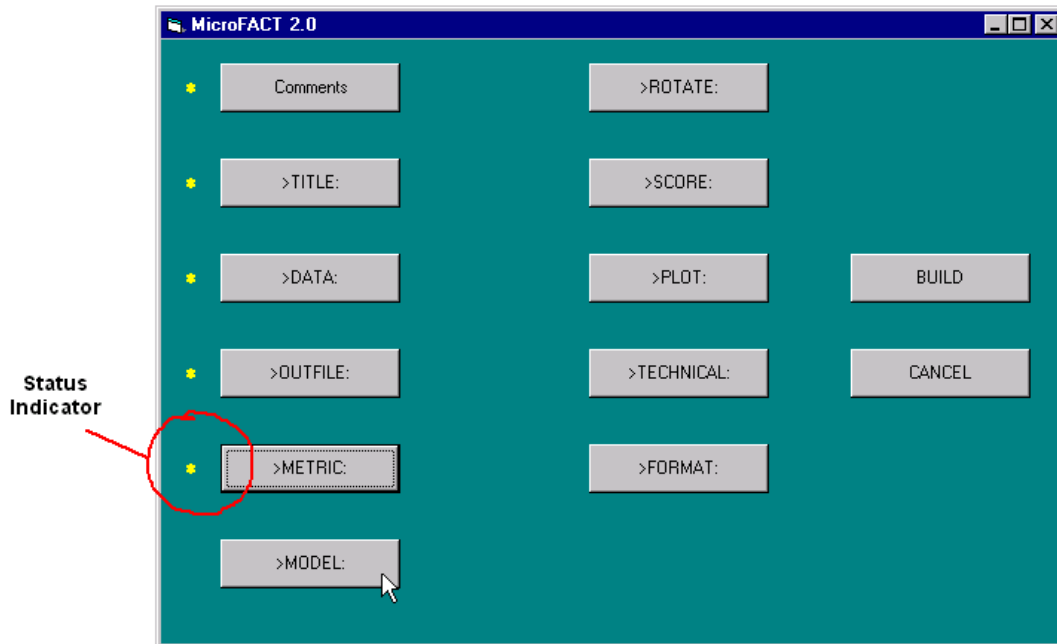 MicroFACT 2.0
Comments
>ROTATE:
>TITLE:
>SCORE:
>DATA:
>PLOT:
BUILD
>OUTFILE:
>TECHNICAL:
CANCEL
Status
Indicator
>METRIC:
>FORMAT:
>MODEL: